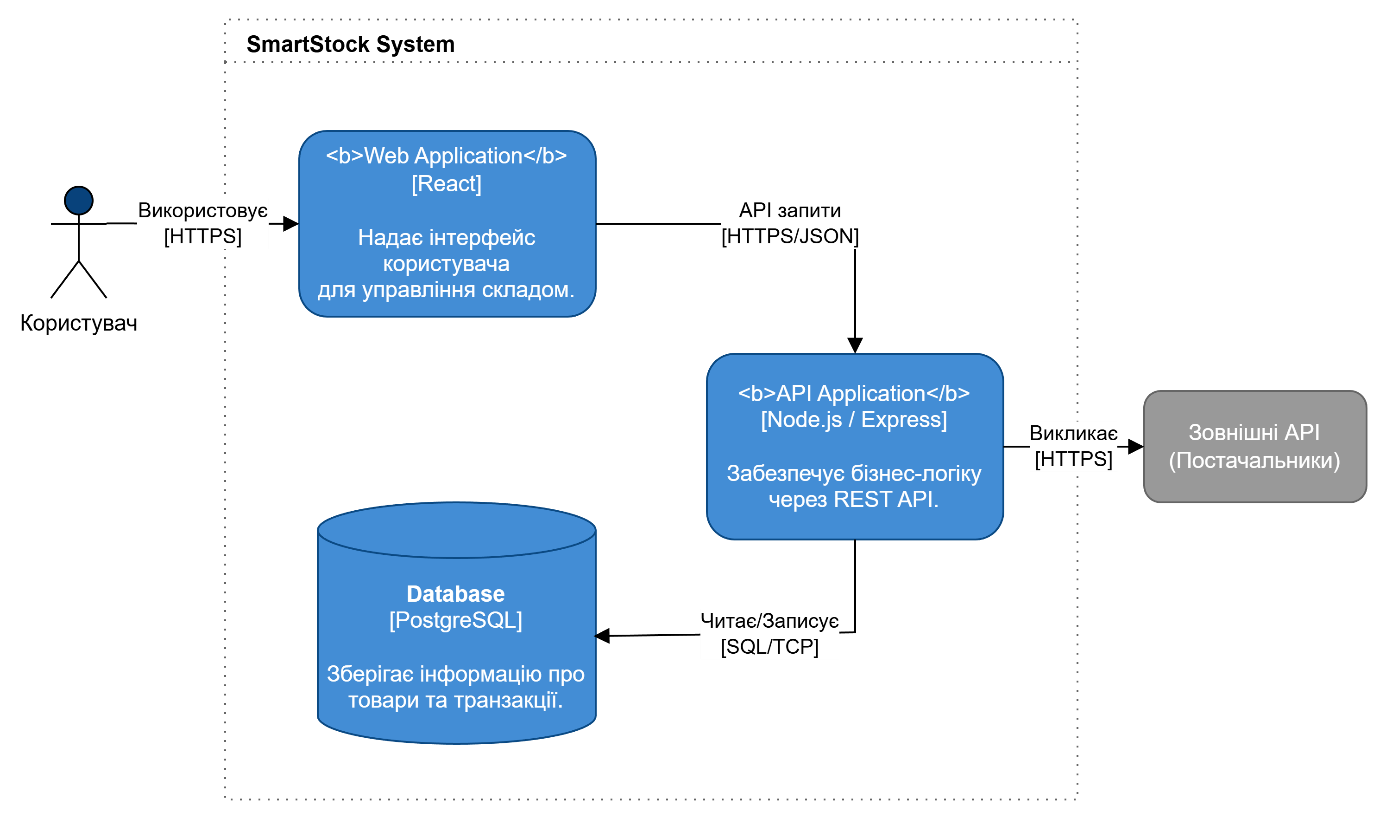 SmartStock System
<b>Web Application</b>
[React]
Надає інтерфейс
користувача
для управління складом.
Використовує
[HTTPS]
Користувач
API запити
[HTTPS/JSON]
<b>API Application</b>
[Node.js / Express]
Забезпечує бізнес-логіку
через REST API.
Викликає
[HTTPS]
Зовнішні API
(Постачальники)
Database
[PostgreSQL]
Зберігає інформацію про
товари та транзакції.
Читає/Записує
[SQL/TCP]